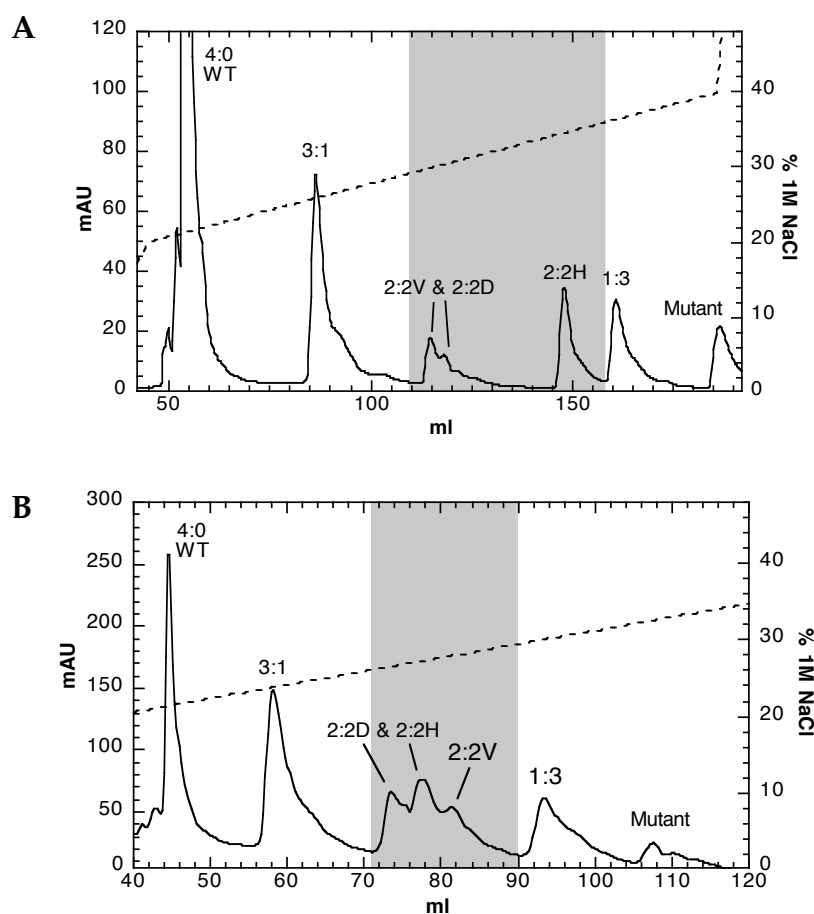 A
120
100
80
60
40
20
0
mAU
4:0
WT
3:1
2:2V & 2:2D
2:2H
1:3
Mutant
40
30
20
10
0
% 1M NaCl
50
100
150
ml
B
300
250
200
150
100
50
0
mAU
4:0
WT
3:1
2:2D & 2:2H
2:2V
1:3
Mutant
40
30
20
10
0
% 1M NaCl
40
50
60
70
80
90
100
110
120
ml